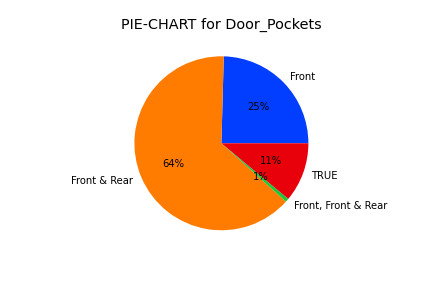 PIE-CHART for Door_Pockets
Front
25%
64%
11%
1%
TRUE
Front & Rear
Front, Front & Rear